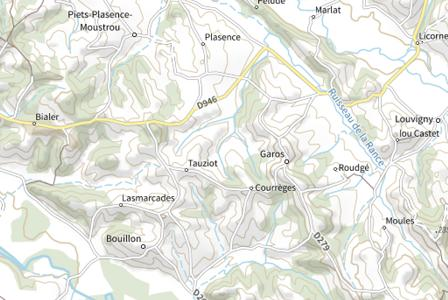 Pelude
Marlat
Piets-Plasence-
Moustrou
Plasence
Licorne
D946
Ruisseau de la Rance
Louvigny
lou Castet
Bialer
Garos
Tauziot
Roudgé
Courrèges
Lasmarcades
Moules
Bouillon
D279